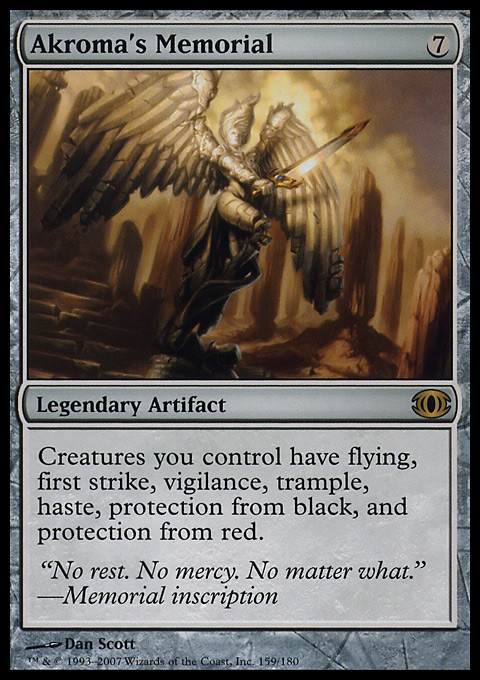 Akroma's Memorial 7
Legendary Artifact
Creatures you control have flying,
first strike, vigilance, trample,
haste, protection from black, and
protection from red.
“No rest. No mercy. No matter what.”
—Memorial inscription
Dan Scott
™ & © 1993–2007 Wizards of the Coast, Inc. 159/180